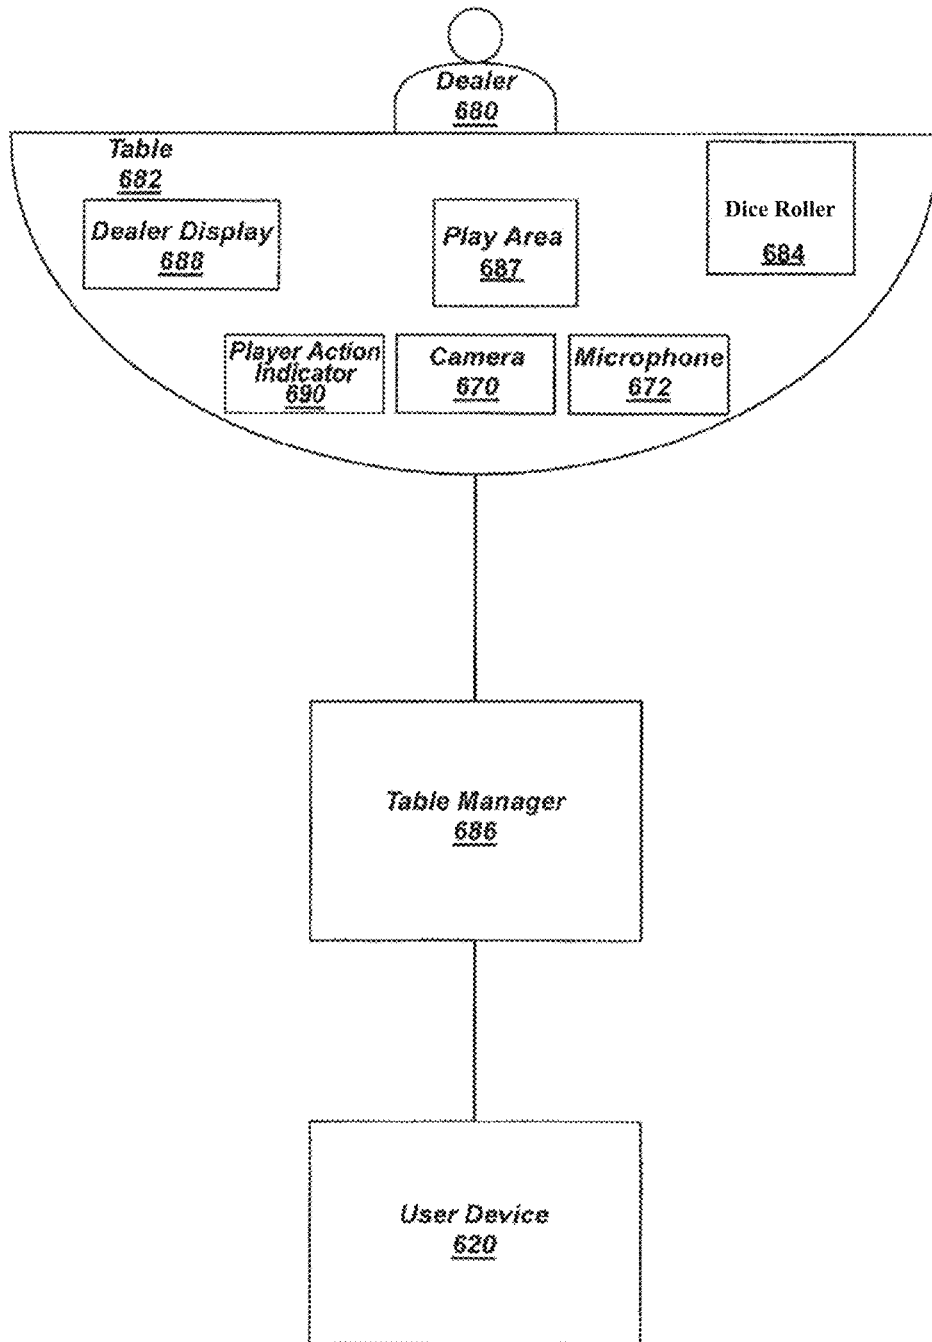 Dealer
680
Table
682
Dealer Display
688
Play Area
687
Dice Roller
684
Player Action
Indicator
690
Camera
670
Microphone
672
Table Manager
686
User Device
620